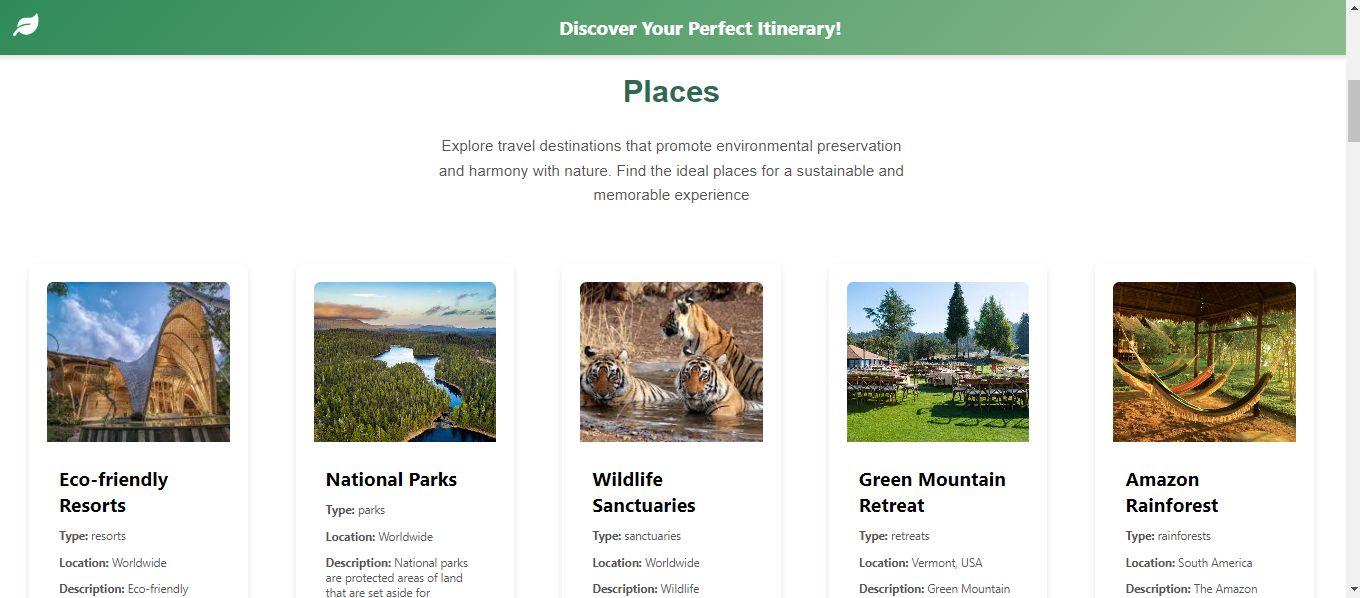 Discover Your Perfect Itinerary!
Places
Explore travel destinations that promote environmental preservation
and harmony with nature. Find the ideal places for a sustainable and
memorable experience
Eco-friendly
Resorts
Type: resorts
Location: Worldwide
Description: Eco-friendly
National Parks
Type: parks
Location: Worldwide
Description: National parks
are protected areas of land
that are set aside for
Wildlife
Sanctuaries
Type: sanctuaries
Location: Worldwide
Description: Wildlife
Green Mountain
Retreat
Type: retreats
Location: Vermont, USA
Description: Green Mountain
Amazon
Rainforest
Type: rainforests
Location: South America
Description: The Amazon